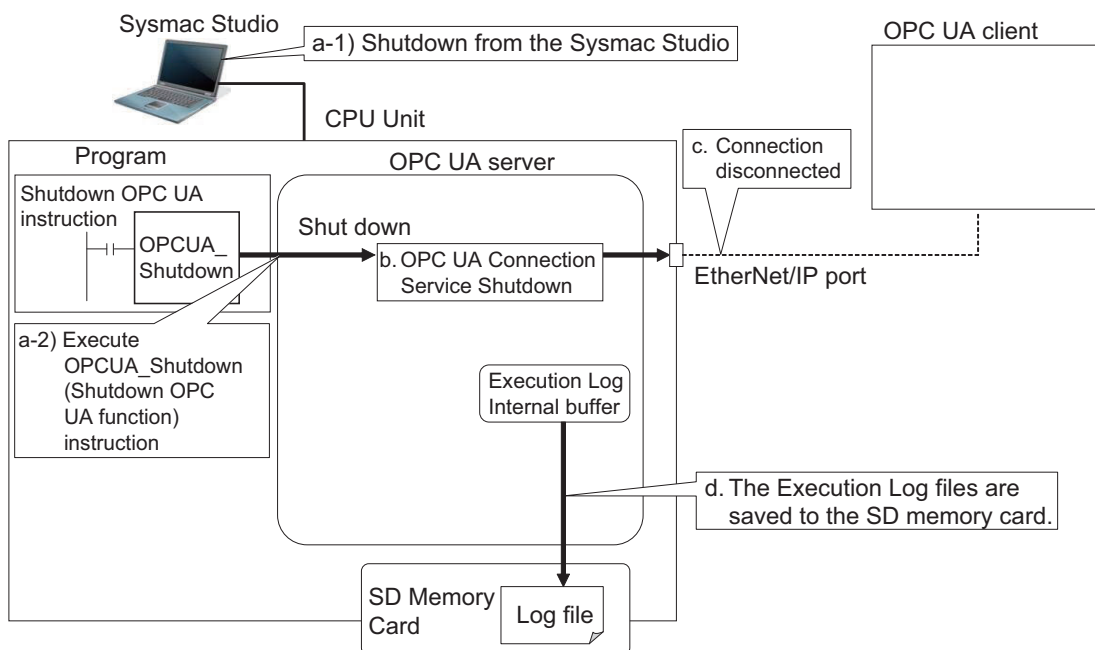 Sysmac Studio
a-1) Shutdown from the Sysmac Studio
OPC UA client
CPU Unit
Program
OPC UA server
c. Connection
disconnected
Shutdown OPC UA
instruction
OPCUA_
Shutdown
Shut down
b. OPC UA Connection
Service Shutdown
EtherNet/IP port
a-2) Execute
OPCUA_Shutdown
(Shutdown OPC
UA function)
instruction
Execution Log
Internal buffer
d. The Execution Log files are
saved to the SD memory card.
SD Memory
Card
Log file